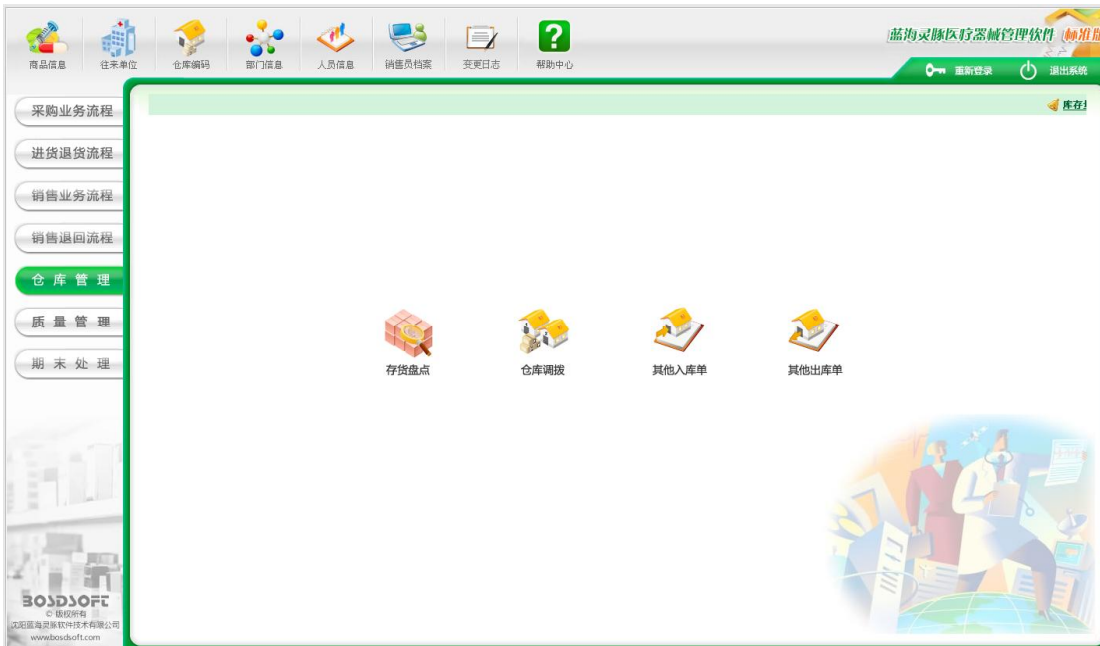 蓝海灵豚医疗器械管理软件 标准版
商品信息
往来单位
仓库编码
部门信息
人员信息
销售员档案
变更日志
帮助中心
重新登录
退出系统
采购业务流程
进货退货流程
销售业务流程
销售退回流程
仓库管理
质量管理
期末处理
库存
存货盘点
仓库调拨
其他入库单
其他出库单
BOSDSOFT
© 版权所有
沈阳蓝海灵豚软件技术有限公司
www.bosdsoft.com